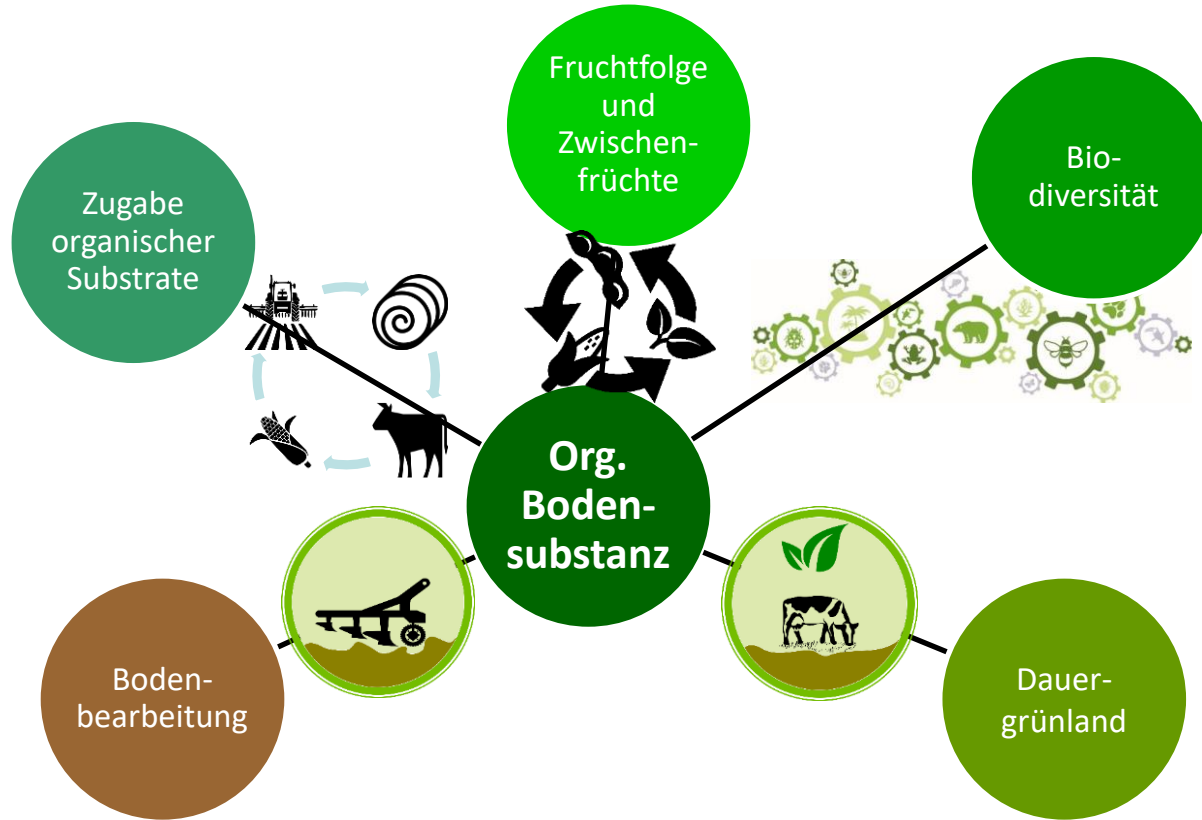 Fruchtfolge
und
Zwischen-
früchte
Bio-
diversität
Zugabe
organischer
Substrate
Org.
Boden-
substanz
Boden-
bearbeitung
Dauer-
grünland